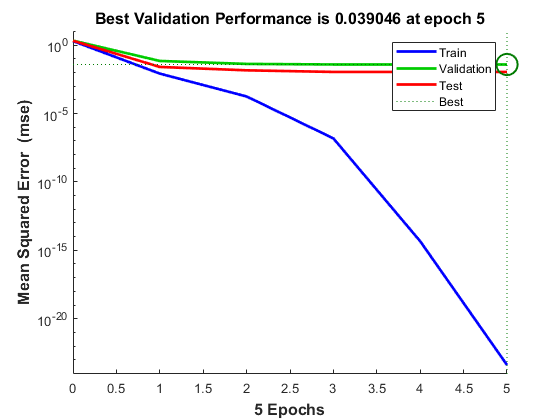 Best Validation Performance is 0.039046 at epoch 5
Mean Squared Error (mse)
10^0
10^-5
10^-10
10^-15
10^-20
Train
Validation
Test
Best
0 0.5 1 1.5 2 2.5 3 3.5 4 4.5 5
5 Epochs